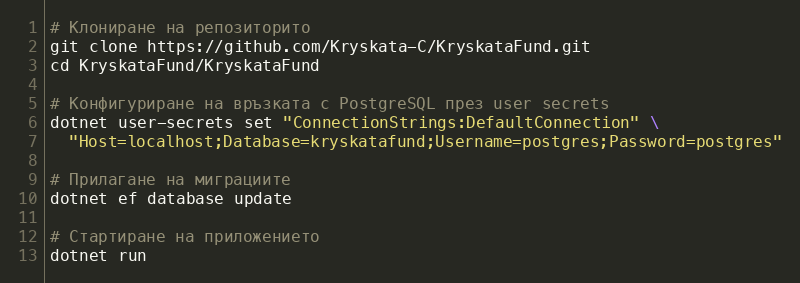 1 # Клониране на репозиторито
2 git clone https://github.com/Kryskata-C/KryskataFund.git
3 cd KryskataFund/KryskataFund
4
5 # Конфигуриране на връзката с PostgreSQL през user secrets
6 dotnet user-secrets set "ConnectionStrings:DefaultConnection" \
7   "Host=localhost;Database=kryskatafund;Username=postgres;Password=postgres"
8
9 # Прилагане на миграциите
10 dotnet ef database update
11
12 # Стартиране на приложението
13 dotnet run